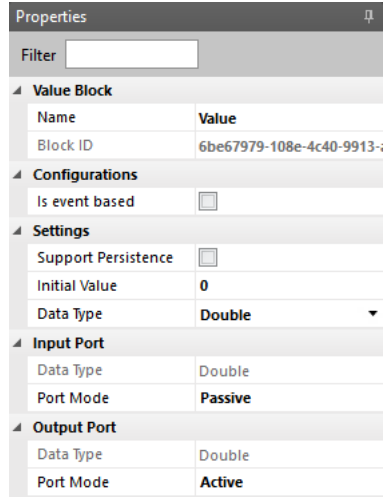 Properties
Filter
Value Block
Name Value
Block ID 6be67979-108e-4c40-9913-
Configurations
Is event based
Settings
Support Persistence
Initial Value 0
Data Type Double
Input Port
Data Type Double
Port Mode Passive
Output Port
Data Type Double
Port Mode Active